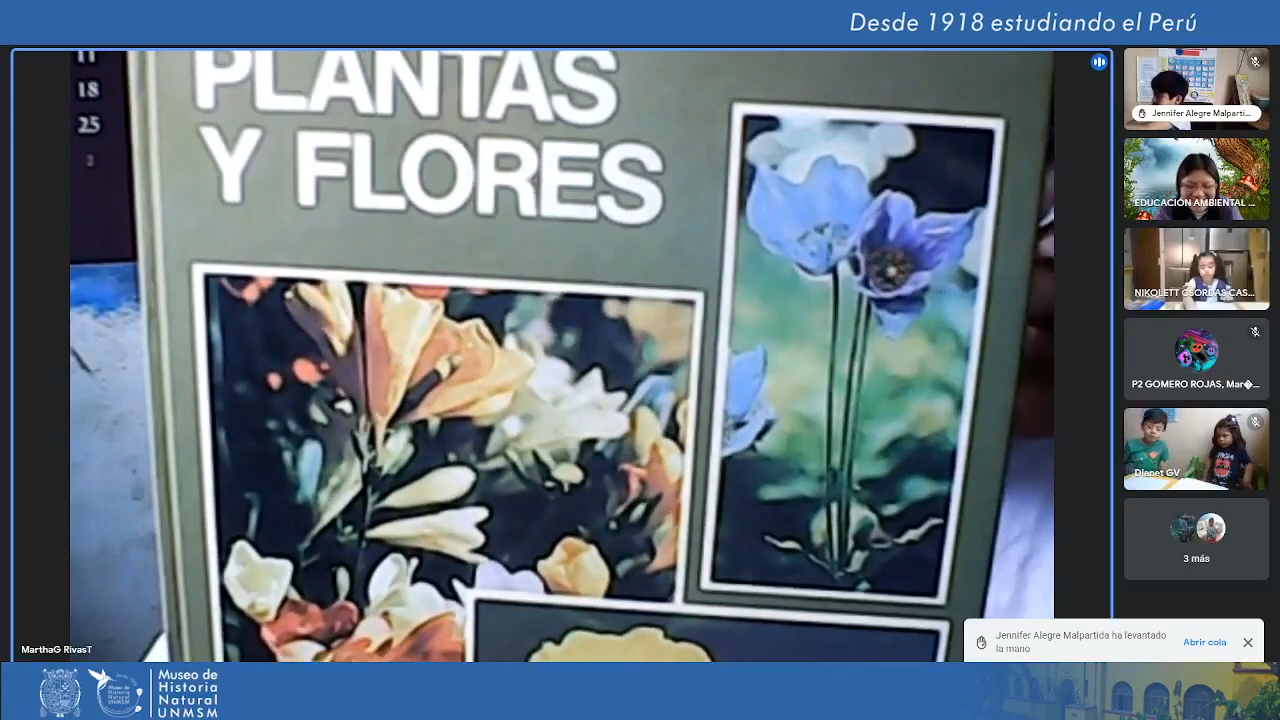 Desde 1918 estudiando el Perú
11
18
25
2
PLANTAS
Y FLORES
Jennifer Alegre Malparti...
EDUCACIÓN AMBIENTAL ...
NIKOLETT CSORDAS CAS...
P2 GOMERO ROJAS, Mar�...
Dianet GV
3 más
Jennifer Alegre Malpartida ha levantado
la mano
Abrir cola
MarthaG RivasT
Museo de
Historia
Natural
UNMSM